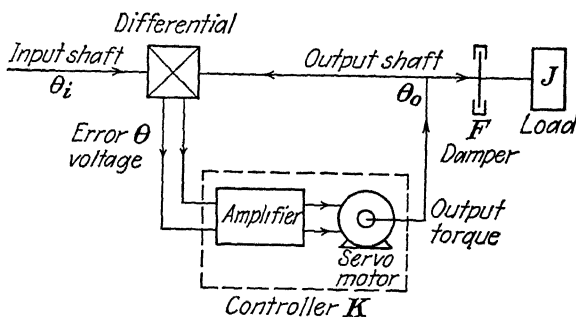 Differential
Input shaft
θi
Output shaft
θo
J
Load
F
Damper
Error θ
voltage
Amplifier
Output
torque
Servo
motor
Controller K